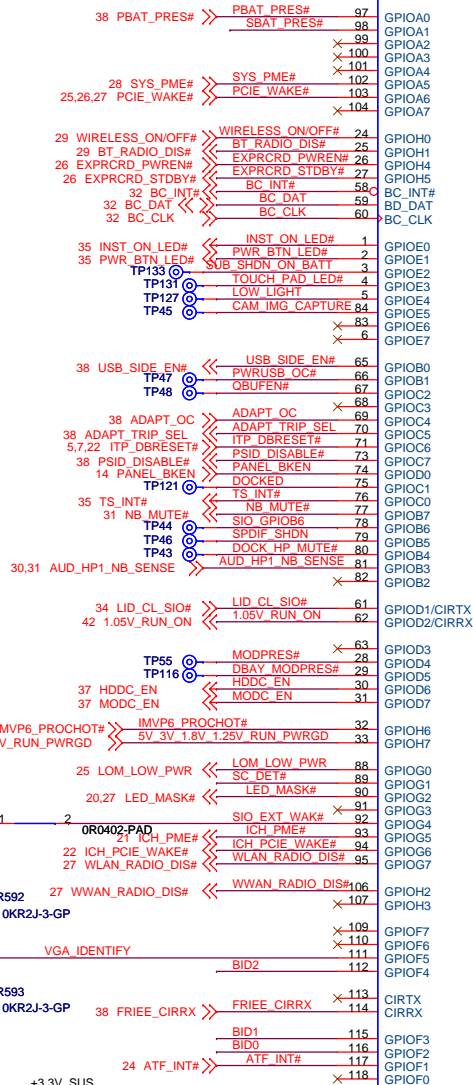 38 PBAT_PRES# PBAT_PRES# 97 GPIOA0
SBAT_PRES# 98 GPIOA1
99 GPIOA2
100 GPIOA3
101 GPIOA4
28 SYS_PME# SYS_PME# 102 GPIOA5
25,26,27 PCIE_WAKE# PCIE_WAKE# 103 GPIOA6
104 GPIOA7
29 WIRELESS_ON/OFF# WIRELESS_ON/OFF# 24 GPIOH0
29 BT_RADIO_DIS# BT_RADIO_DIS# 25 GPIOH1
26 EXPRCRD_PWREN# EXPRCRD_PWREN# 26 GPIOH4
26 EXPRCRD_STDBY# EXPRCRD_STDBY# 27 GPIOH5
32 BC_INT# BC_INT# 58 BC_INT#
32 BC_DAT BC_DAT 59 BD_DAT
32 BC_CLK BC_CLK 60 BC_CLK
35 INST_ON_LED# INST_ON_LED# 1 GPIOE0
35 PWR_BTN_LED# PWR_BTN_LED# 2 GPIOE1
TP133 SUB_SHDN_ON_BATT 3 GPIOE2
TP131 TOUCH_PAD_LED# 4 GPIOE3
TP127 LOW_LIGHT 5 GPIOE4
TP45 CAM_IMG_CAPTURE 84 GPIOE5
83 GPIOE6
6 GPIOE7
38 USB_SIDE_EN# USB_SIDE_EN# 65 GPIOB0
TP47 PWRUSB_OC# 66 GPIOB1
TP48 QBUFEN# 67 GPIOC2
68 GPIOC3
38 ADAPT_OC ADAPT_OC 69 GPIOC4
38 ADAPT_TRIP_SEL ADAPT_TRIP_SEL 70 GPIOC5
5,7,22 ITP_DBRESET# ITP_DBRESET# 71 GPIOC6
38 PSID_DISABLE# PSID_DISABLE# 73 GPIOC7
14 PANEL_BKEN PANEL_BKEN 74 GPIOD0
TP121 DOCKED 75 GPIOC1
35 TS_INT# TS_INT# 76 GPIOC0
31 NB_MUTE# NB_MUTE# 77 GPIOB7
TP44 SIO_GPIOB6 78 GPIOB6
TP46 SPDIF_SHDN 79 GPIOB5
TP43 DOCK_HP_MUTE# 80 GPIOB4
30,31 AUD_HP1_NB_SENSE AUD_HP1_NB_SENSE 81 GPIOB3
82 GPIOB2
34 LID_CL_SIO# LID_CL_SIO# 61 GPIOD1/CIRTX
42 1.05V_RUN_ON 1.05V_RUN_ON 62 GPIOD2/CIRRX
63 GPIOD3
TP55 MODPRES# 28 GPIOD4
TP116 DBAY_MODPRES# 29 GPIOD5
37 HDDC_EN HDDC_EN 30 GPIOD6
37 MODC_EN MODC_EN 31 GPIOD7
MVP6_PROCHOT# IMVP6_PROCHOT# 32 GPIOH6
V_RUN_PWRGD 5V_3V_1.8V_1.25V_RUN_PWRGD 33 GPIOH7
25 LOM_LOW_PWR LOM_LOW_PWR 88 GPIOG0
SC_DET# 89 GPIOG1
20,27 LED_MASK# LED_MASK# 90 GPIOG2
91 GPIOG3
1 2 0R0402-PAD SIO_EXT_WAK# 92 GPIOG4
21 ICH_PME# ICH_PME# 93 GPIOG5
22 ICH_PCIE_WAKE# ICH_PCIE_WAKE# 94 GPIOG6
27 WLAN_RADIO_DIS# WLAN_RADIO_DIS# 95 GPIOG7
27 WWAN_RADIO_DIS# WWAN_RADIO_DIS# 106 GPIOH2
R592
107 GPIOH3
0KR2J-3-GP
109 GPIOF7
110 GPIOF6
VGA_IDENTIFY 111 GPIOF5
BID2 112 GPIOF4
R593
113 CIRTX
0KR2J-3-GP
38 FRIEE_CIRRX FRIEE_CIRRX 114 CIRRX
BID1 115 GPIOF3
BID0 116 GPIOF2
24 ATF_INT# ATF_INT# 117 GPIOF1
+3.3V_SUS 118 GPIOF0